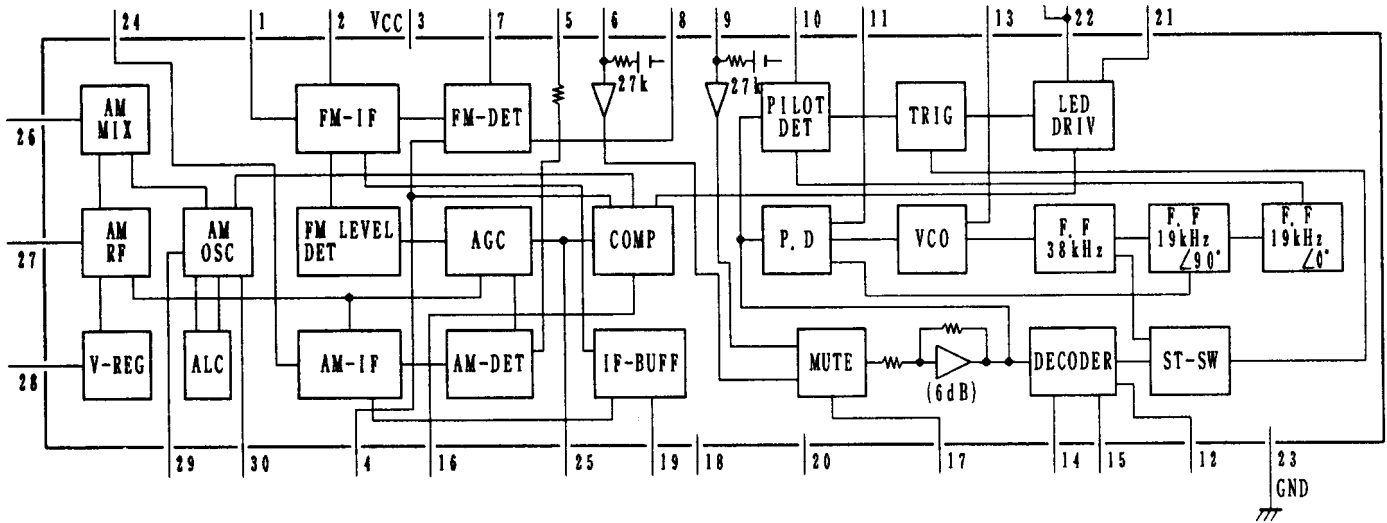 24 1 2 VCC 3 7 5 6 8 9 10 11 13 22 21
27k 27k
AM
MIX
FM-IF
FM-DET
PILOT
DET
TRIG
LED
DRIV
26
AM
RF
AM
OSC
FM LEVEL
DET
AGC
COMP
P.D
VCO
F.F
38kHz
F.F
19kHz
∠90°
F.F
19kHz
∠0°
27
V-REG
ALC
AM-IF
AM-DET
IF-BUFF
MUTE
(6dB)
DECODER
ST-SW
28
29 30 4 16 25 19 18 20 17 14 15 12 23
GND